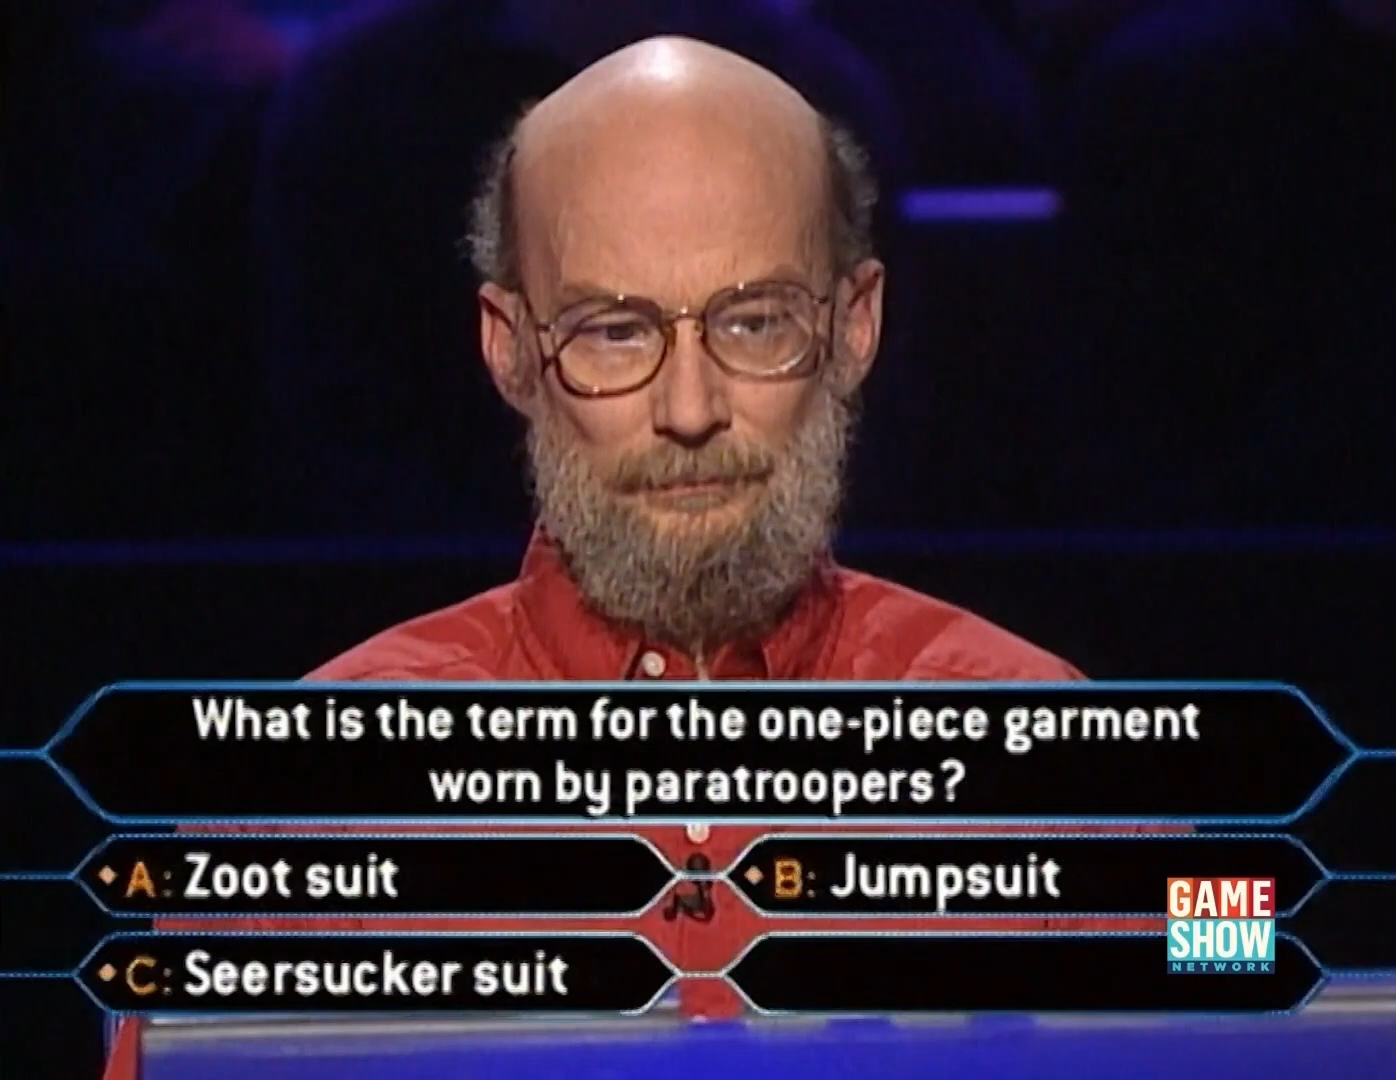 What is the term for the one-piece garment
worn by paratroopers?
A: Zoot suit
B: Jumpsuit
C: Seersucker suit
GAME
SHOW
NETWORK